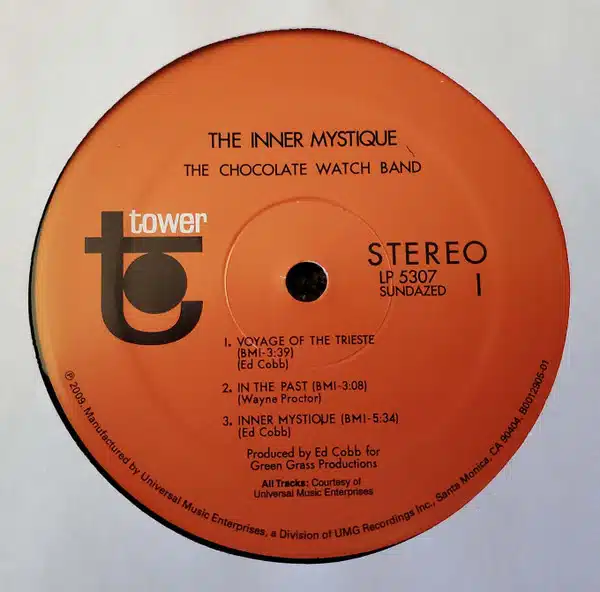 THE INNER MYSTIQUE
THE CHOCOLATE WATCH BAND
tower
STEREO
LP 5307
SUNDAZED
1
1. VOYAGE OF THE TRIESTE
(BMI-3:39)
(Ed Cobb)
2. IN THE PAST (BMI-3:08)
(Wayne Proctor)
3. INNER MYSTIQUE (BMI-5:34)
(Ed Cobb)
Produced by Ed Cobb for
Green Grass Productions
All Tracks: Courtesy of
Universal Music Enterprises
℗ 2009. Manufactured by Universal Music Enterprises, a Division of UMG Recordings Inc., Santa Monica, CA 90404. B0012905-01